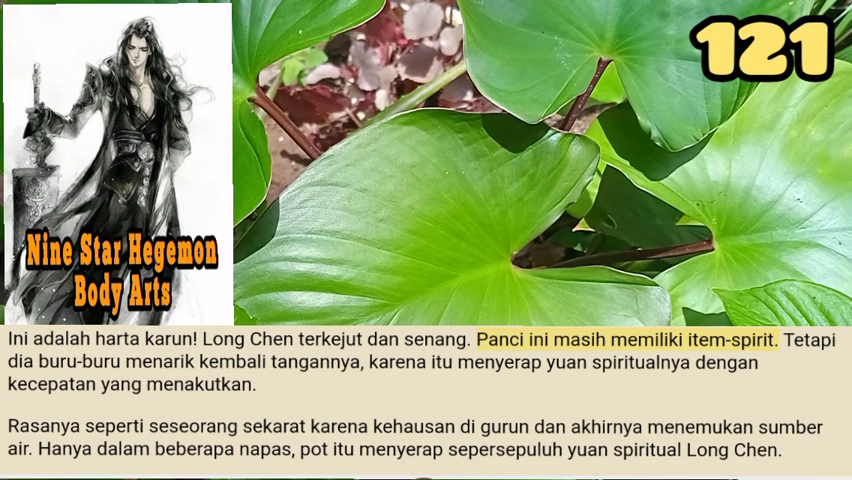 121
Nine Star Hegemon
Body Arts
Ini adalah harta karun! Long Chen terkejut dan senang. Panci ini masih memiliki item-spirit. Tetapi
dia buru-buru menarik kembali tangannya, karena itu menyerap yuan spiritualnya dengan
kecepatan yang menakutkan.
Rasanya seperti seseorang sekarat karena kehausan di gurun dan akhirnya menemukan sumber
air. Hanya dalam beberapa napas, pot itu menyerap sepersepuluh yuan spiritual Long Chen.